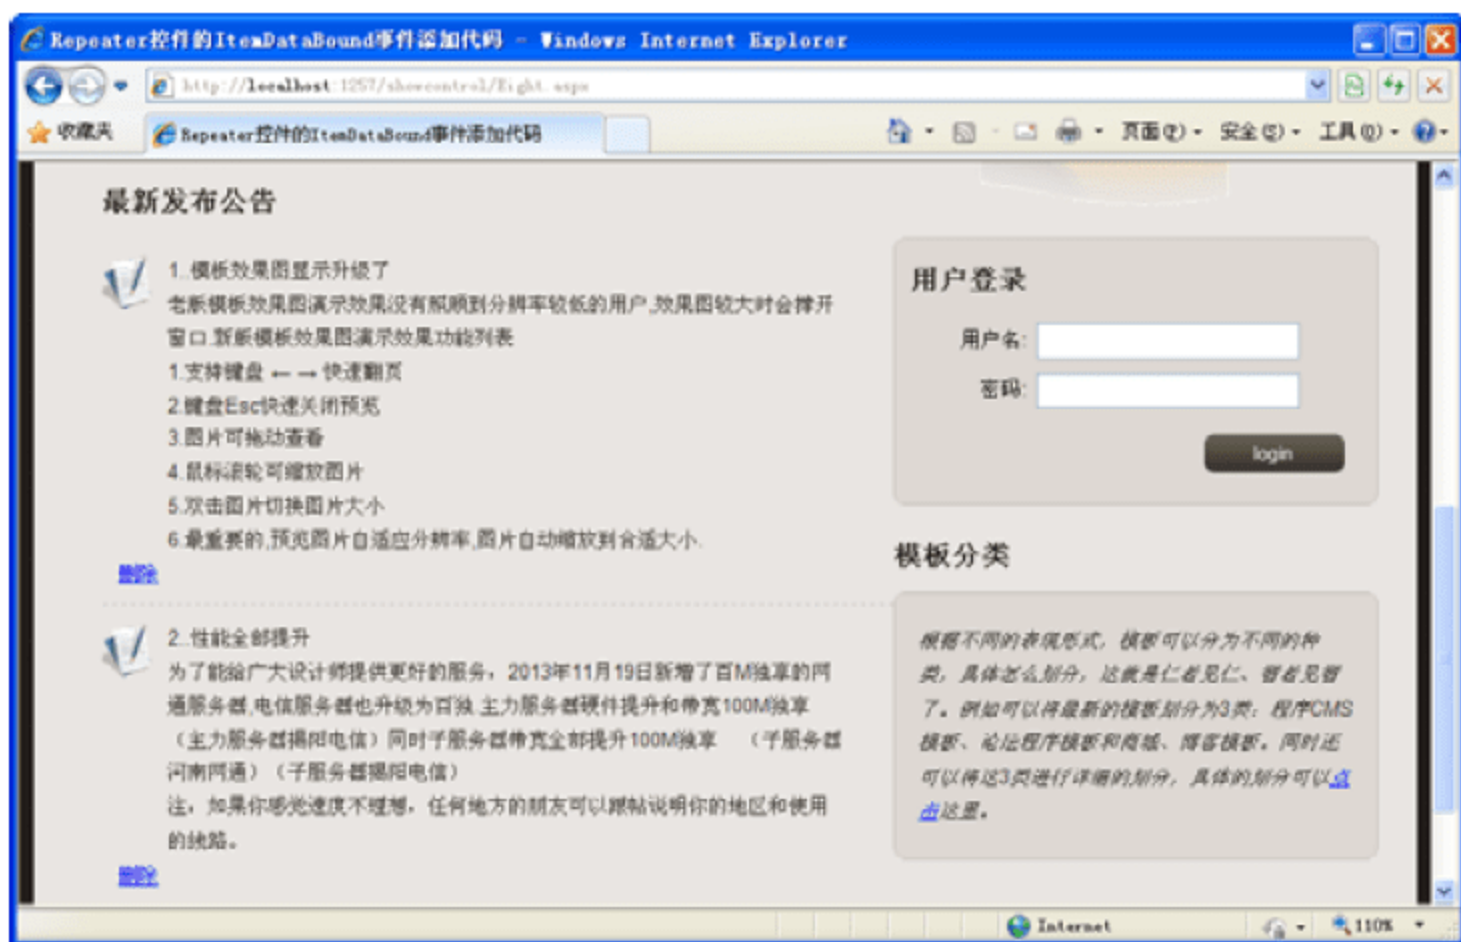 Repeater控件的ItemDataBound事件添加代码 - Windows Internet Explorer
http://localhost:1257/showcontrol/Eight.aspx
收藏夹
Repeater控件的ItemDataBound事件添加代码
页面(P)
安全(S)
工具(O)
最新发布公告
1..模板效果图显示升级了
老版模板效果图演示效果没有照顾到分辨率较低的用户,效果图较大时会撑开
窗口.新版模板效果图演示效果功能列表
1.支持键盘 ← → 快速翻页
2.键盘Esc快速关闭预览
3.图片可拖动查看
4.鼠标滚轮可缩放图片
5.双击图片切换图片大小
6.最重要的,预览图片自适应分辨率,图片自动缩放到合适大小.
删除
2..性能全部提升
为了能给广大设计师提供更好的服务，2013年11月19日新增了百M独享的网
通服务器,电信服务器也升级为百独.主力服务器硬件提升和带宽100M独享
（主力服务器揭阳电信）同时子服务器带宽全部提升100M独享 （子服务器
河南网通）（子服务器揭阳电信）
注，如果你感觉速度不理想，任何地方的朋友可以跟帖说明你的地区和使用
的线路。
删除
用户登录
用户名:
密码:
login
模板分类
根据不同的表现形式，模板可以分为不同的种
类，具体怎么划分，这就是仁者见仁、智者见智
了。例如可以将最新的模板划分为3类：程序CMS
模板、论坛程序模板和商城、博客模板。同时还
可以将这3类进行详细的划分，具体的划分可以点
击这里。
Internet
110%